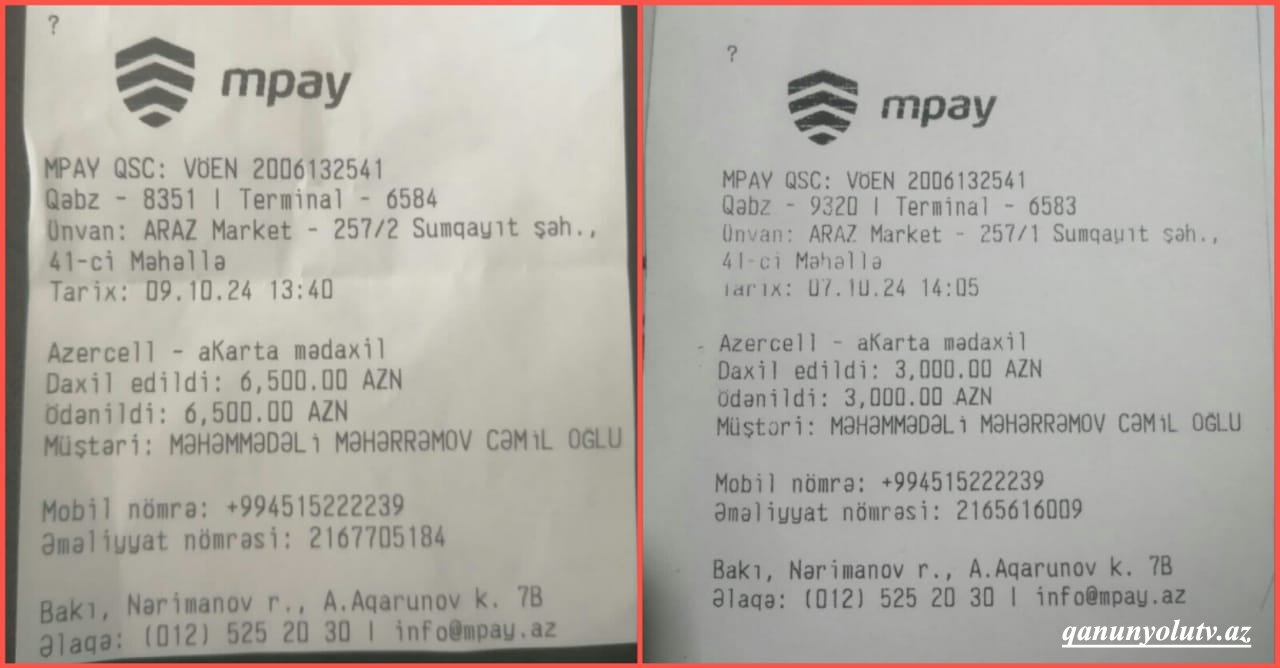 ?
mpay
MPAY QSC: VÖEN 2006132541
Qəbz - 8351 | Terminal - 6584
Ünvan: ARAZ Market - 257/2 Sumqayıt şəh.,
41-ci Məhəllə
Tarix: 09.10.24 13:40
Azercell - aKarta mədaxil
Daxil edildi: 6,500.00 AZN
Ödənildi: 6,500.00 AZN
Müştəri: MƏHƏMMƏDƏLi MƏHƏRRƏMOV CƏMiL OĞLU
Mobil nömrə: +994515222239
Əməliyyat nömrəsi: 2167705184
Bakı, Nərimanov r., A.Aqarunov k. 7B
Əlaqə: (012) 525 20 30 | info@mpay.az
?
mpay
MPAY QSC: VÖEN 2006132541
Qəbz - 9320 | Terminal - 6583
Ünvan: ARAZ Market - 257/1 Sumqayıt şəh.,
41-ci Məhəllə
Tarix: 07.10.24 14:05
Azercell - aKarta mədaxil
Daxil edildi: 3,000.00 AZN
Ödənildi: 3,000.00 AZN
Müştəri: MƏHƏMMƏDƏLi MƏHƏRRƏMOV CƏMiL OĞLU
Mobil nömrə: +994515222239
Əməliyyat nömrəsi: 2165616009
Bakı, Nərimanov r., A.Aqarunov k. 7B
Əlaqə: (012) 525 20 30 | info@mpay.az
qanunyolutv.az